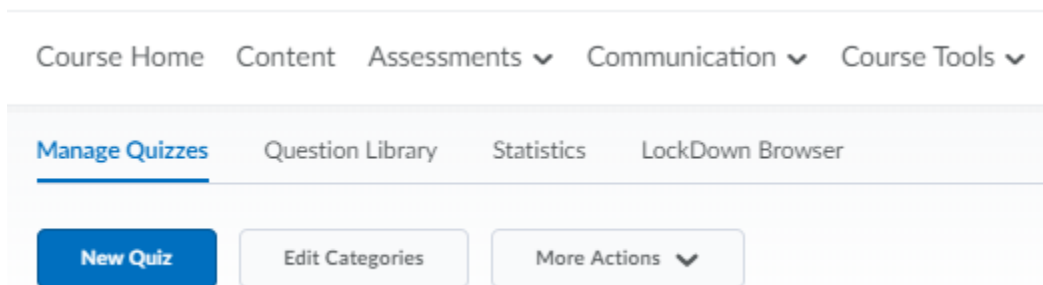 Course Home Content Assessments Communication Course Tools
Manage Quizzes Question Library Statistics LockDown Browser
New Quiz Edit Categories More Actions